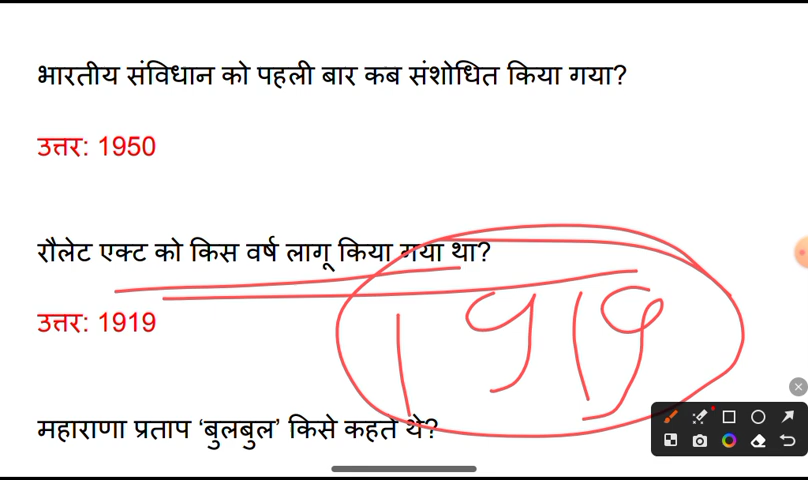 भारतीय संविधान को पहली बार कब संशोधित किया गया?
उत्तर: 1950
रौलेट एक्ट को किस वर्ष लागू किया गया था?
उत्तर: 1919
1919
महाराणा प्रताप ‘बुलबुल’ किसे कहते थे?